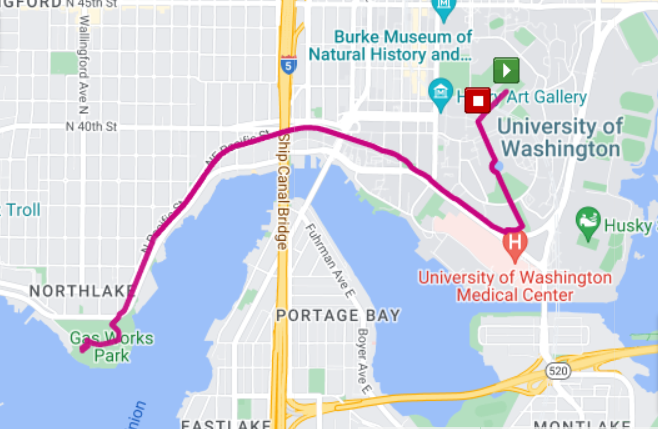 GFORD
N 45th St
Wallingford Ave N
Burke Museum of
Natural History and...
5
Art Gallery
N 40th St
University of
Washington
NE Pacific St
Ship Canal Bridge
Troll
N Pacific St
Husky
H
Fuhrman Ave E
University of Washington
Medical Center
NORTHLAKE
PORTAGE BAY
Gas Works
Park
Boyer Ave E
520
EASTLAKE
MONTLAKE